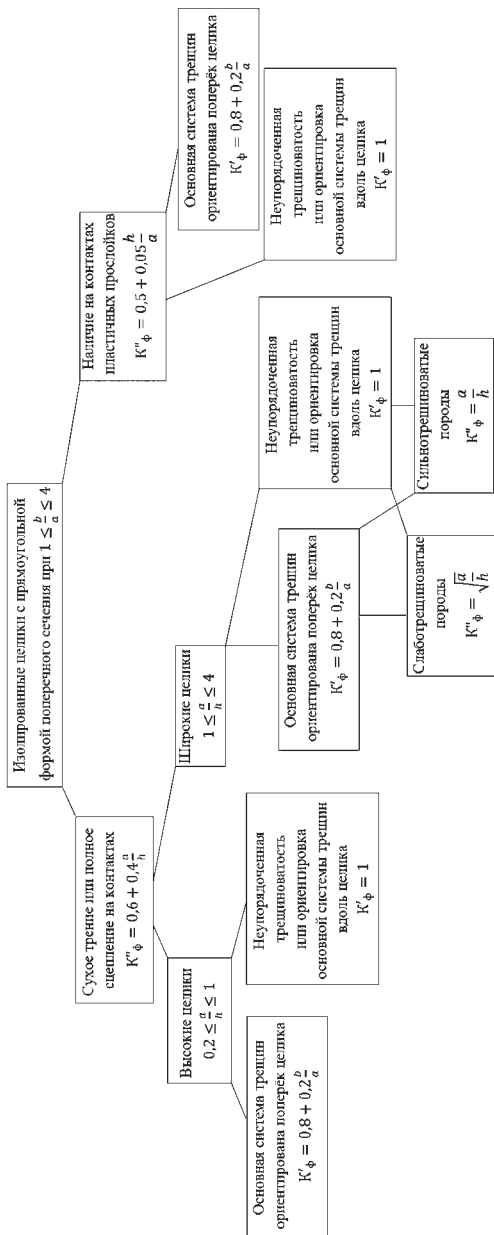 Изолированные целики с прямоугольной
формой поперечного сечения при 1 ≤ b/a ≤ 4
Сухое трение или полное
сцепление на контактах
К″ф = 0,6 + 0,4 a/h
Наличие на контактах
пластичных прослойков
К″ф = 0,5 + 0,05 h/a
Высокие целики
0,2 ≤ a/h ≤ 1
Широкие целики
1 ≤ a/h ≤ 4
Основная система трещин
ориентирована поперёк целика
К′ф = 0,8 + 0,2 b/a
Неупорядоченная
трещиноватость
или ориентировка
основной системы трещин
вдоль целика
К′ф = 1
Основная система трещин
ориентирована поперёк целика
К′ф = 0,8 + 0,2 b/a
Неупорядоченная
трещиноватость
или ориентировка
основной системы трещин
вдоль целика
К′ф = 1
Основная система трещин
ориентирована поперёк целика
К′ф = 0,8 + 0,2 b/a
Неупорядоченная
трещиноватость
или ориентировка
основной системы трещин
вдоль целика
К′ф = 1
Слаботрещиноватые
породы
К″ф = √a/h
Сильнотрещиноватые
породы
К″ф = a/h